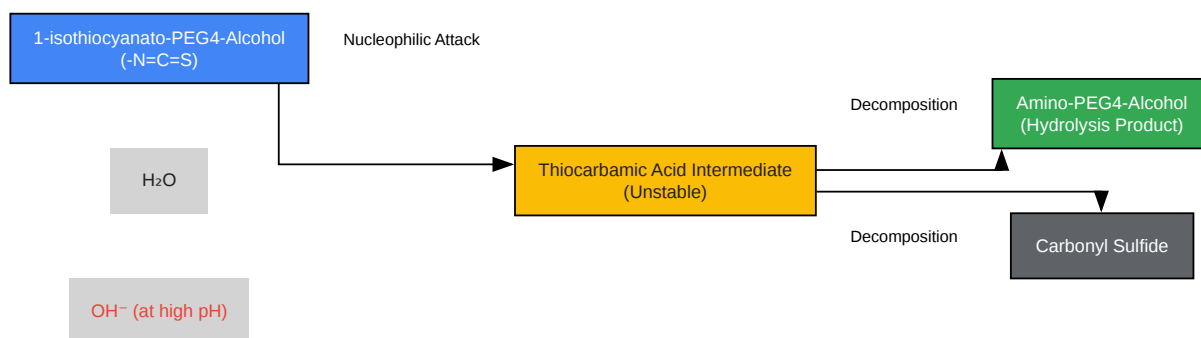 1-isothiocyanato-PEG4-Alcohol
(-N=C=S)
Nucleophilic Attack
H₂O
OH⁻ (at high pH)
Thiocarbamic Acid Intermediate
(Unstable)
Decomposition
Amino-PEG4-Alcohol
(Hydrolysis Product)
Decomposition
Carbonyl Sulfide